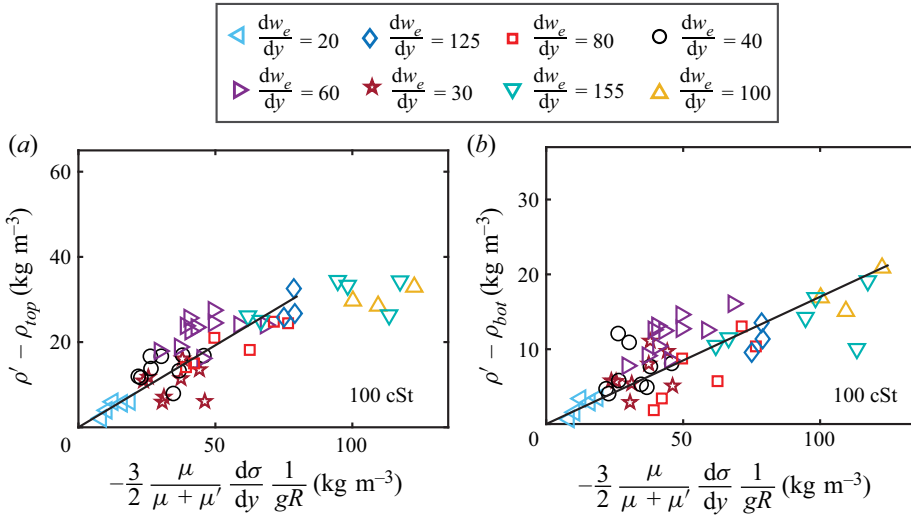 dw_e/dy = 20 dw_e/dy = 125 dw_e/dy = 80 dw_e/dy = 40
dw_e/dy = 60 dw_e/dy = 30 dw_e/dy = 155 dw_e/dy = 100
(a)
60
40
20
0 50 100
ρ′ − ρ_top (kg m⁻³)
100 cSt
−3/2 μ/(μ + μ′) dσ/dy 1/(gR) (kg m⁻³)
(b)
30
20
10
0 50 100
ρ′ − ρ_bot (kg m⁻³)
100 cSt
−3/2 μ/(μ + μ′) dσ/dy 1/(gR) (kg m⁻³)